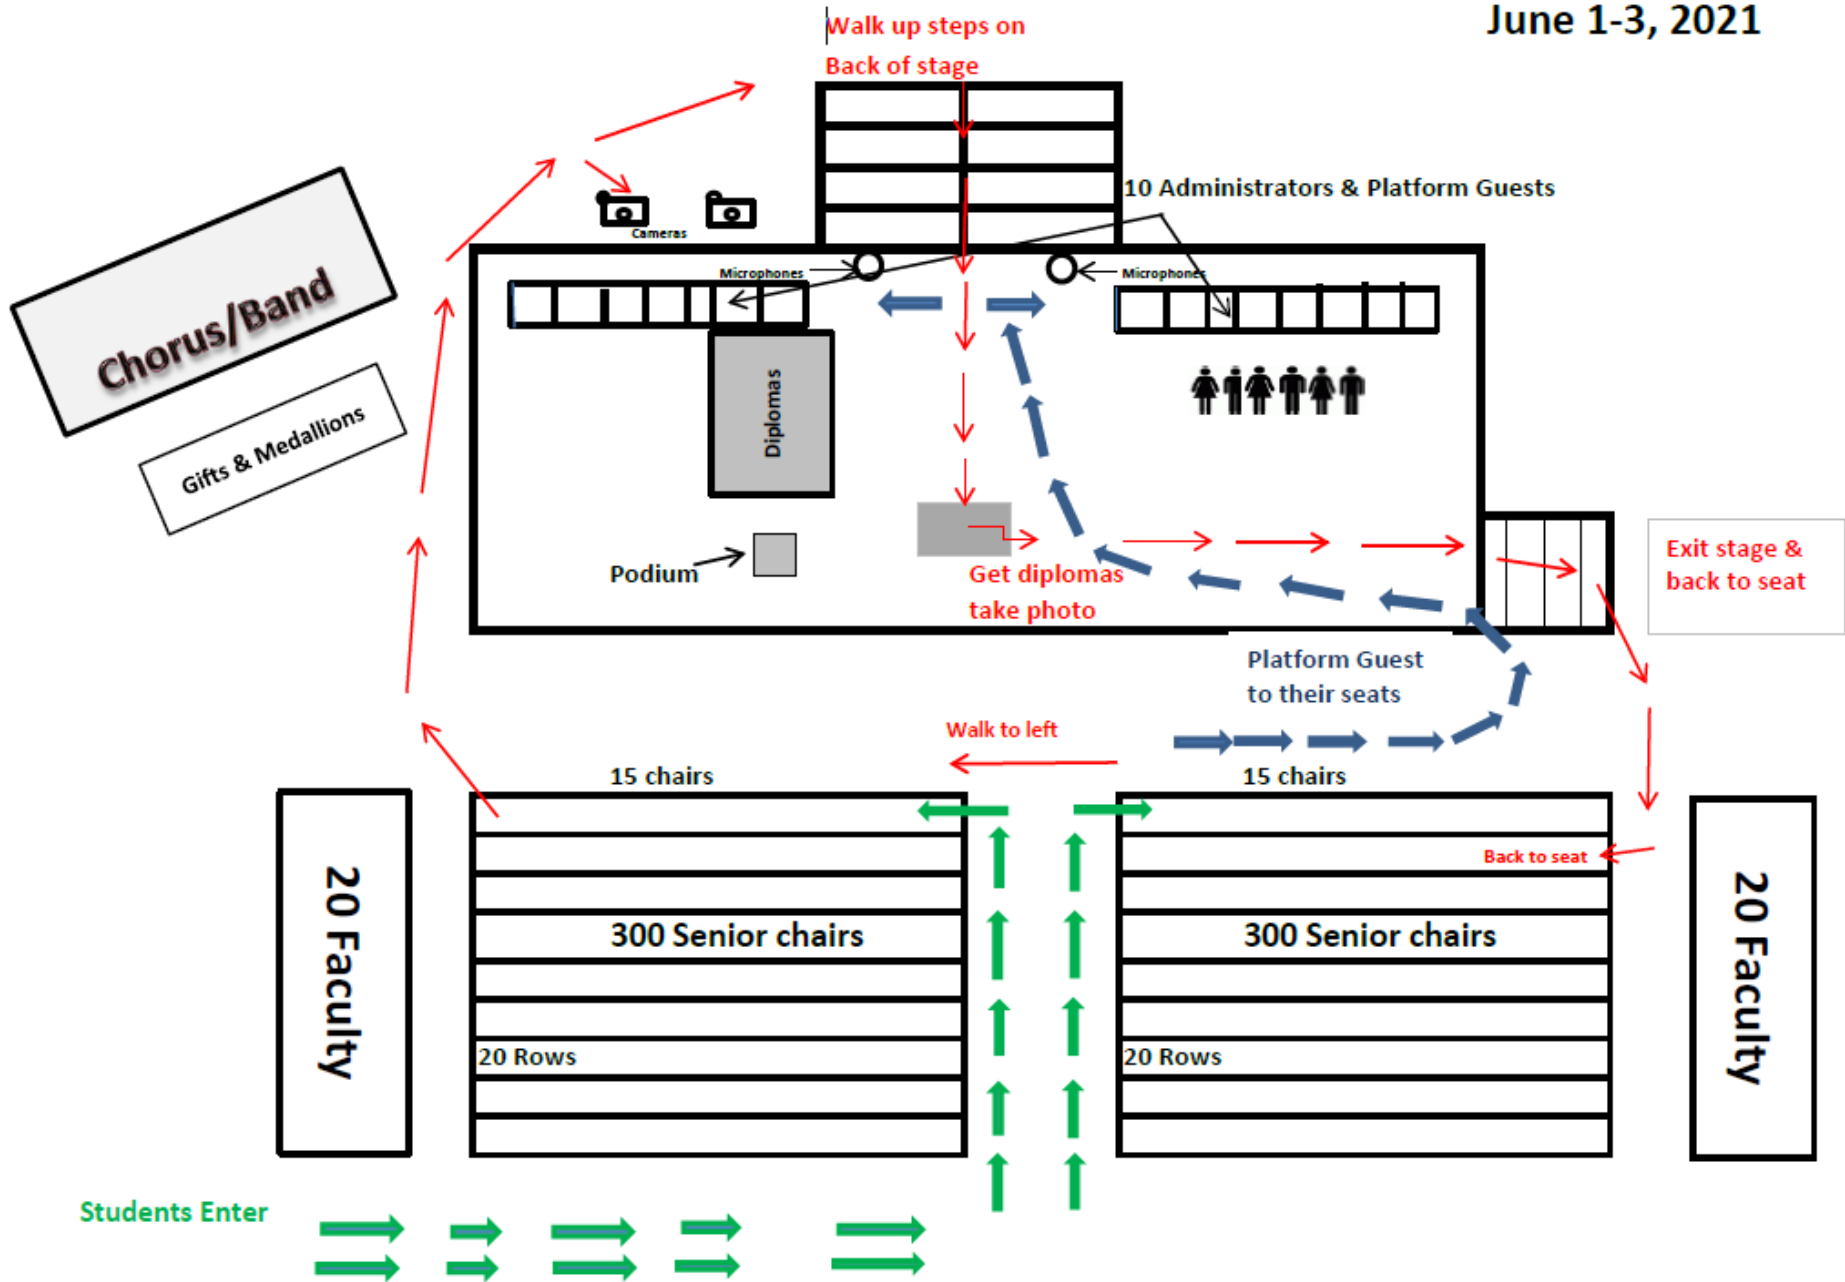 June 1-3, 2021
Walk up steps on
Back of stage
10 Administrators & Platform Guests
Cameras
Microphones
Microphones
Chorus/Band
Gifts & Medallions
Diplomas
Podium
Get diplomas
take photo
Exit stage &
back to seat
Platform Guest
to their seats
Walk to left
15 chairs
15 chairs
Back to seat
20 Faculty
300 Senior chairs
300 Senior chairs
20 Faculty
20 Rows
20 Rows
Students Enter